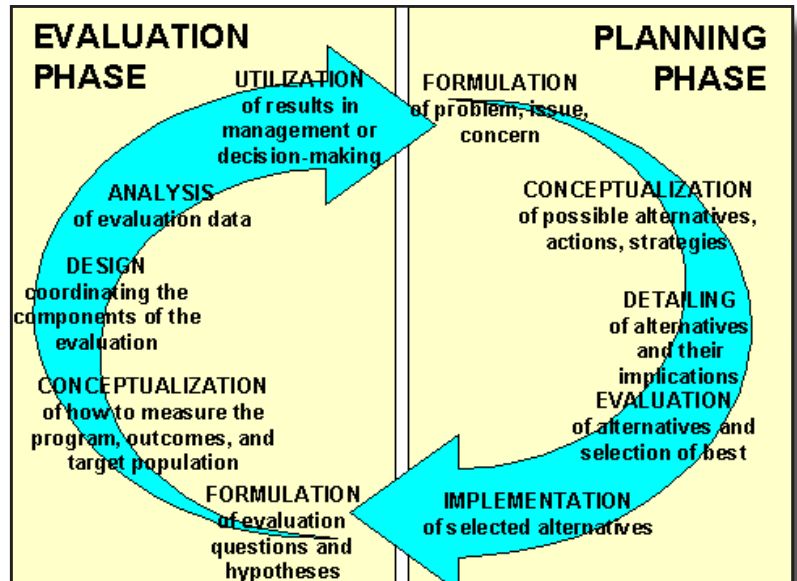 EVALUATION
PHASE
UTILIZATION
of results in
management or
decision-making
ANALYSIS
of evaluation data
DESIGN
coordinating the
components of the
evaluation
CONCEPTUALIZATION
of how to measure the
program, outcomes, and
target population
FORMULATION
of evaluation
questions and
hypotheses
PLANNING
PHASE
FORMULATION
of problem, issue,
concern
CONCEPTUALIZATION
of possible alternatives,
actions, strategies
DETAILING
of alternatives
and their
implications
EVALUATION
of alternatives and
selection of best
IMPLEMENTATION
of selected alternatives